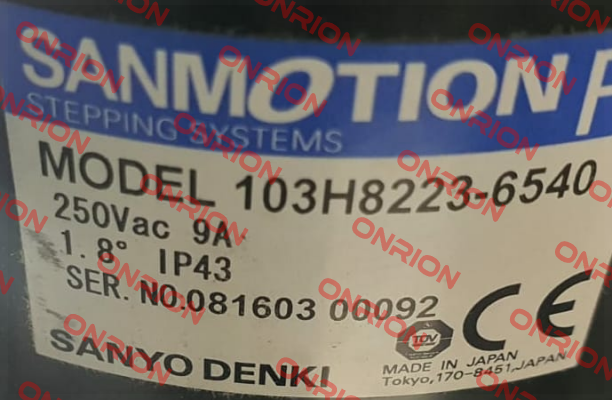 SANMOTION F
STEPPING SYSTEMS
MODEL 103H8223-6540
250Vac 9A
1.8° IP43
SER. NO.081603 00092
TÜV
CE
SANYO DENKI
MADE IN JAPAN
Tokyo,170-8451,JAPAN
ONRION